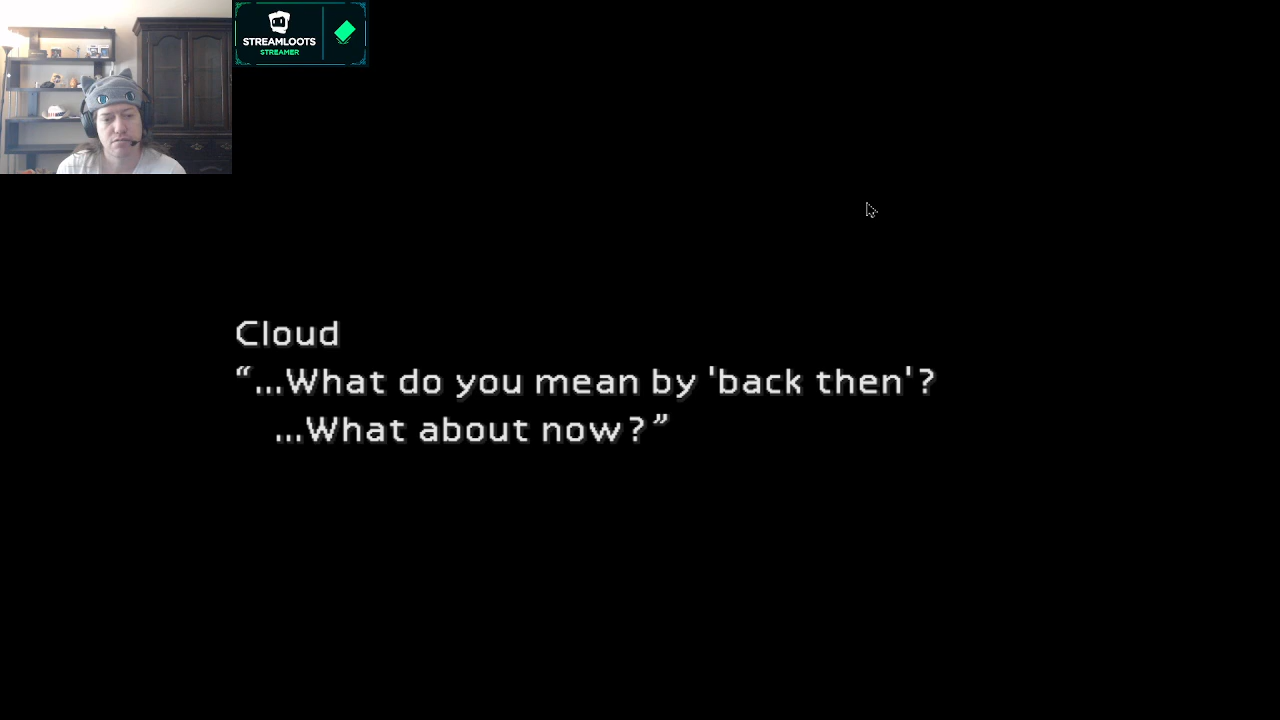 STREAMLOOTS
STREAMER
Cloud
“...What do you mean by 'back then'?
...What about now?”